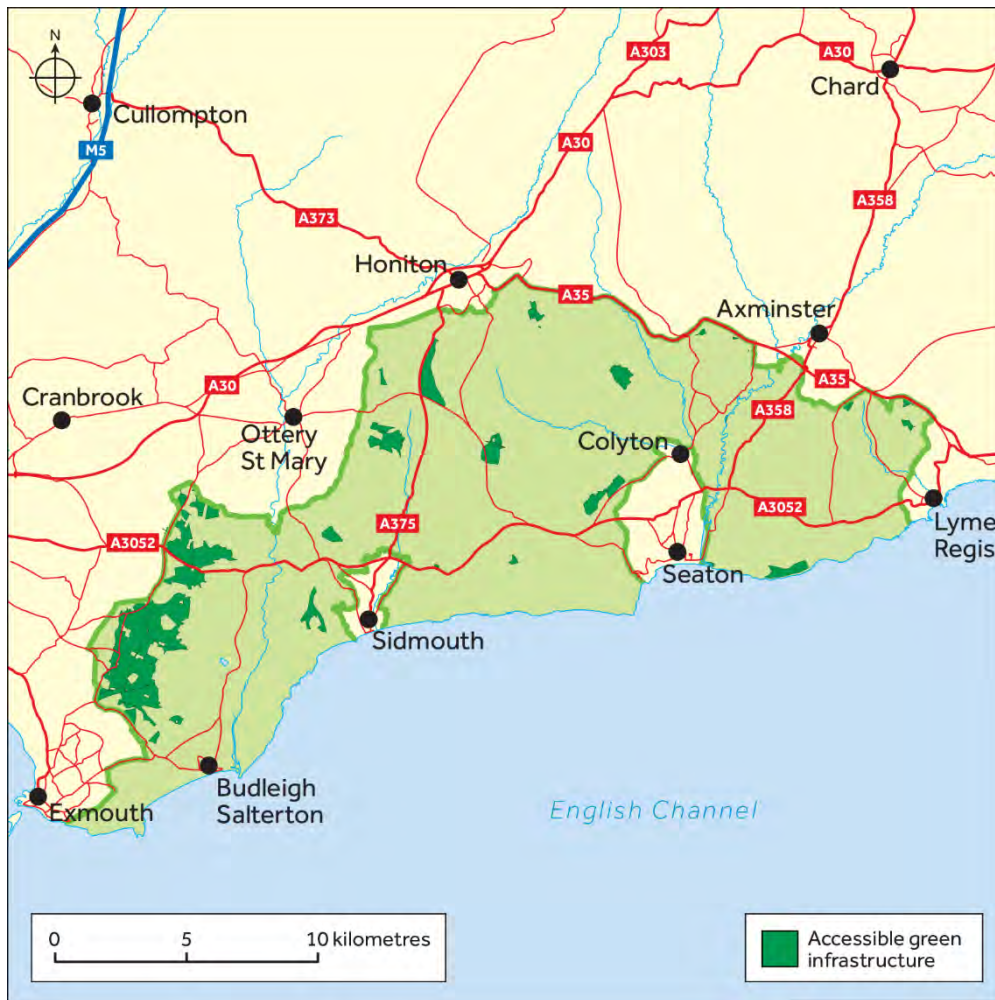 N
A303
A30
Chard
Cullompton
M5
A30
A373
A358
Honiton
A35
Axminster
A30
A35
Cranbrook
A358
Ottery
St Mary
Colyton
A375
A3052
A3052
Lyme
Regis
Seaton
Sidmouth
Budleigh
Salterton
Exmouth
English Channel
0 5 10 kilometres
Accessible green
infrastructure